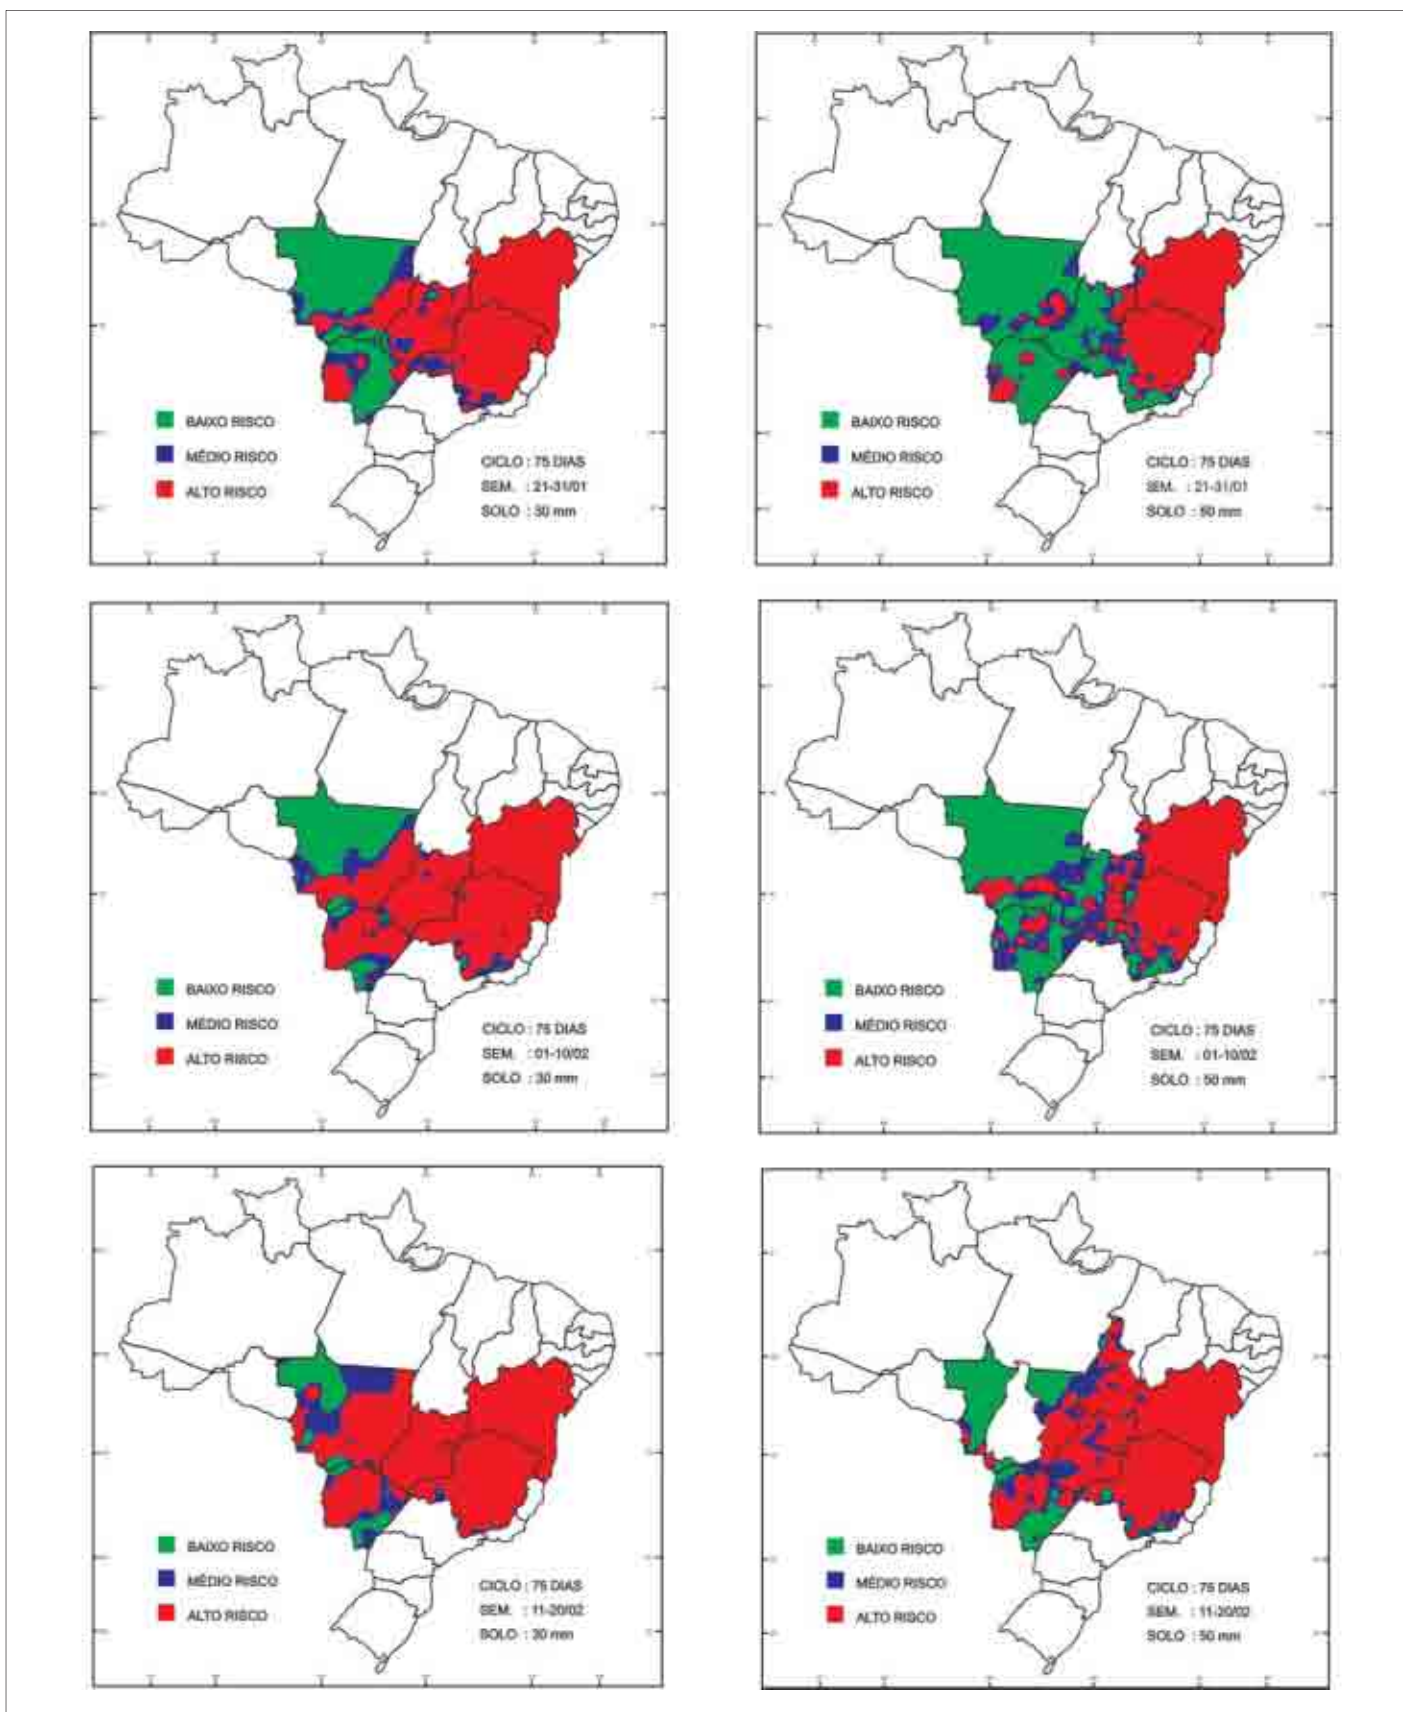 BAIXO RISCO
MÉDIO RISCO
ALTO RISCO
CICLO : 75 DIAS
SEM. : 21-31/01
SOLO : 30 mm
BAIXO RISCO
MÉDIO RISCO
ALTO RISCO
CICLO : 75 DIAS
SEM. : 21-31/01
SOLO : 50 mm
BAIXO RISCO
MÉDIO RISCO
ALTO RISCO
CICLO : 75 DIAS
SEM. : 01-10/02
SOLO : 30 mm
BAIXO RISCO
MÉDIO RISCO
ALTO RISCO
CICLO : 75 DIAS
SEM. : 01-10/02
SOLO : 50 mm
BAIXO RISCO
MÉDIO RISCO
ALTO RISCO
CICLO : 75 DIAS
SEM. : 11-20/02
SOLO : 30 mm
BAIXO RISCO
MÉDIO RISCO
ALTO RISCO
CICLO : 75 DIAS
SEM. : 11-20/02
SOLO : 50 mm